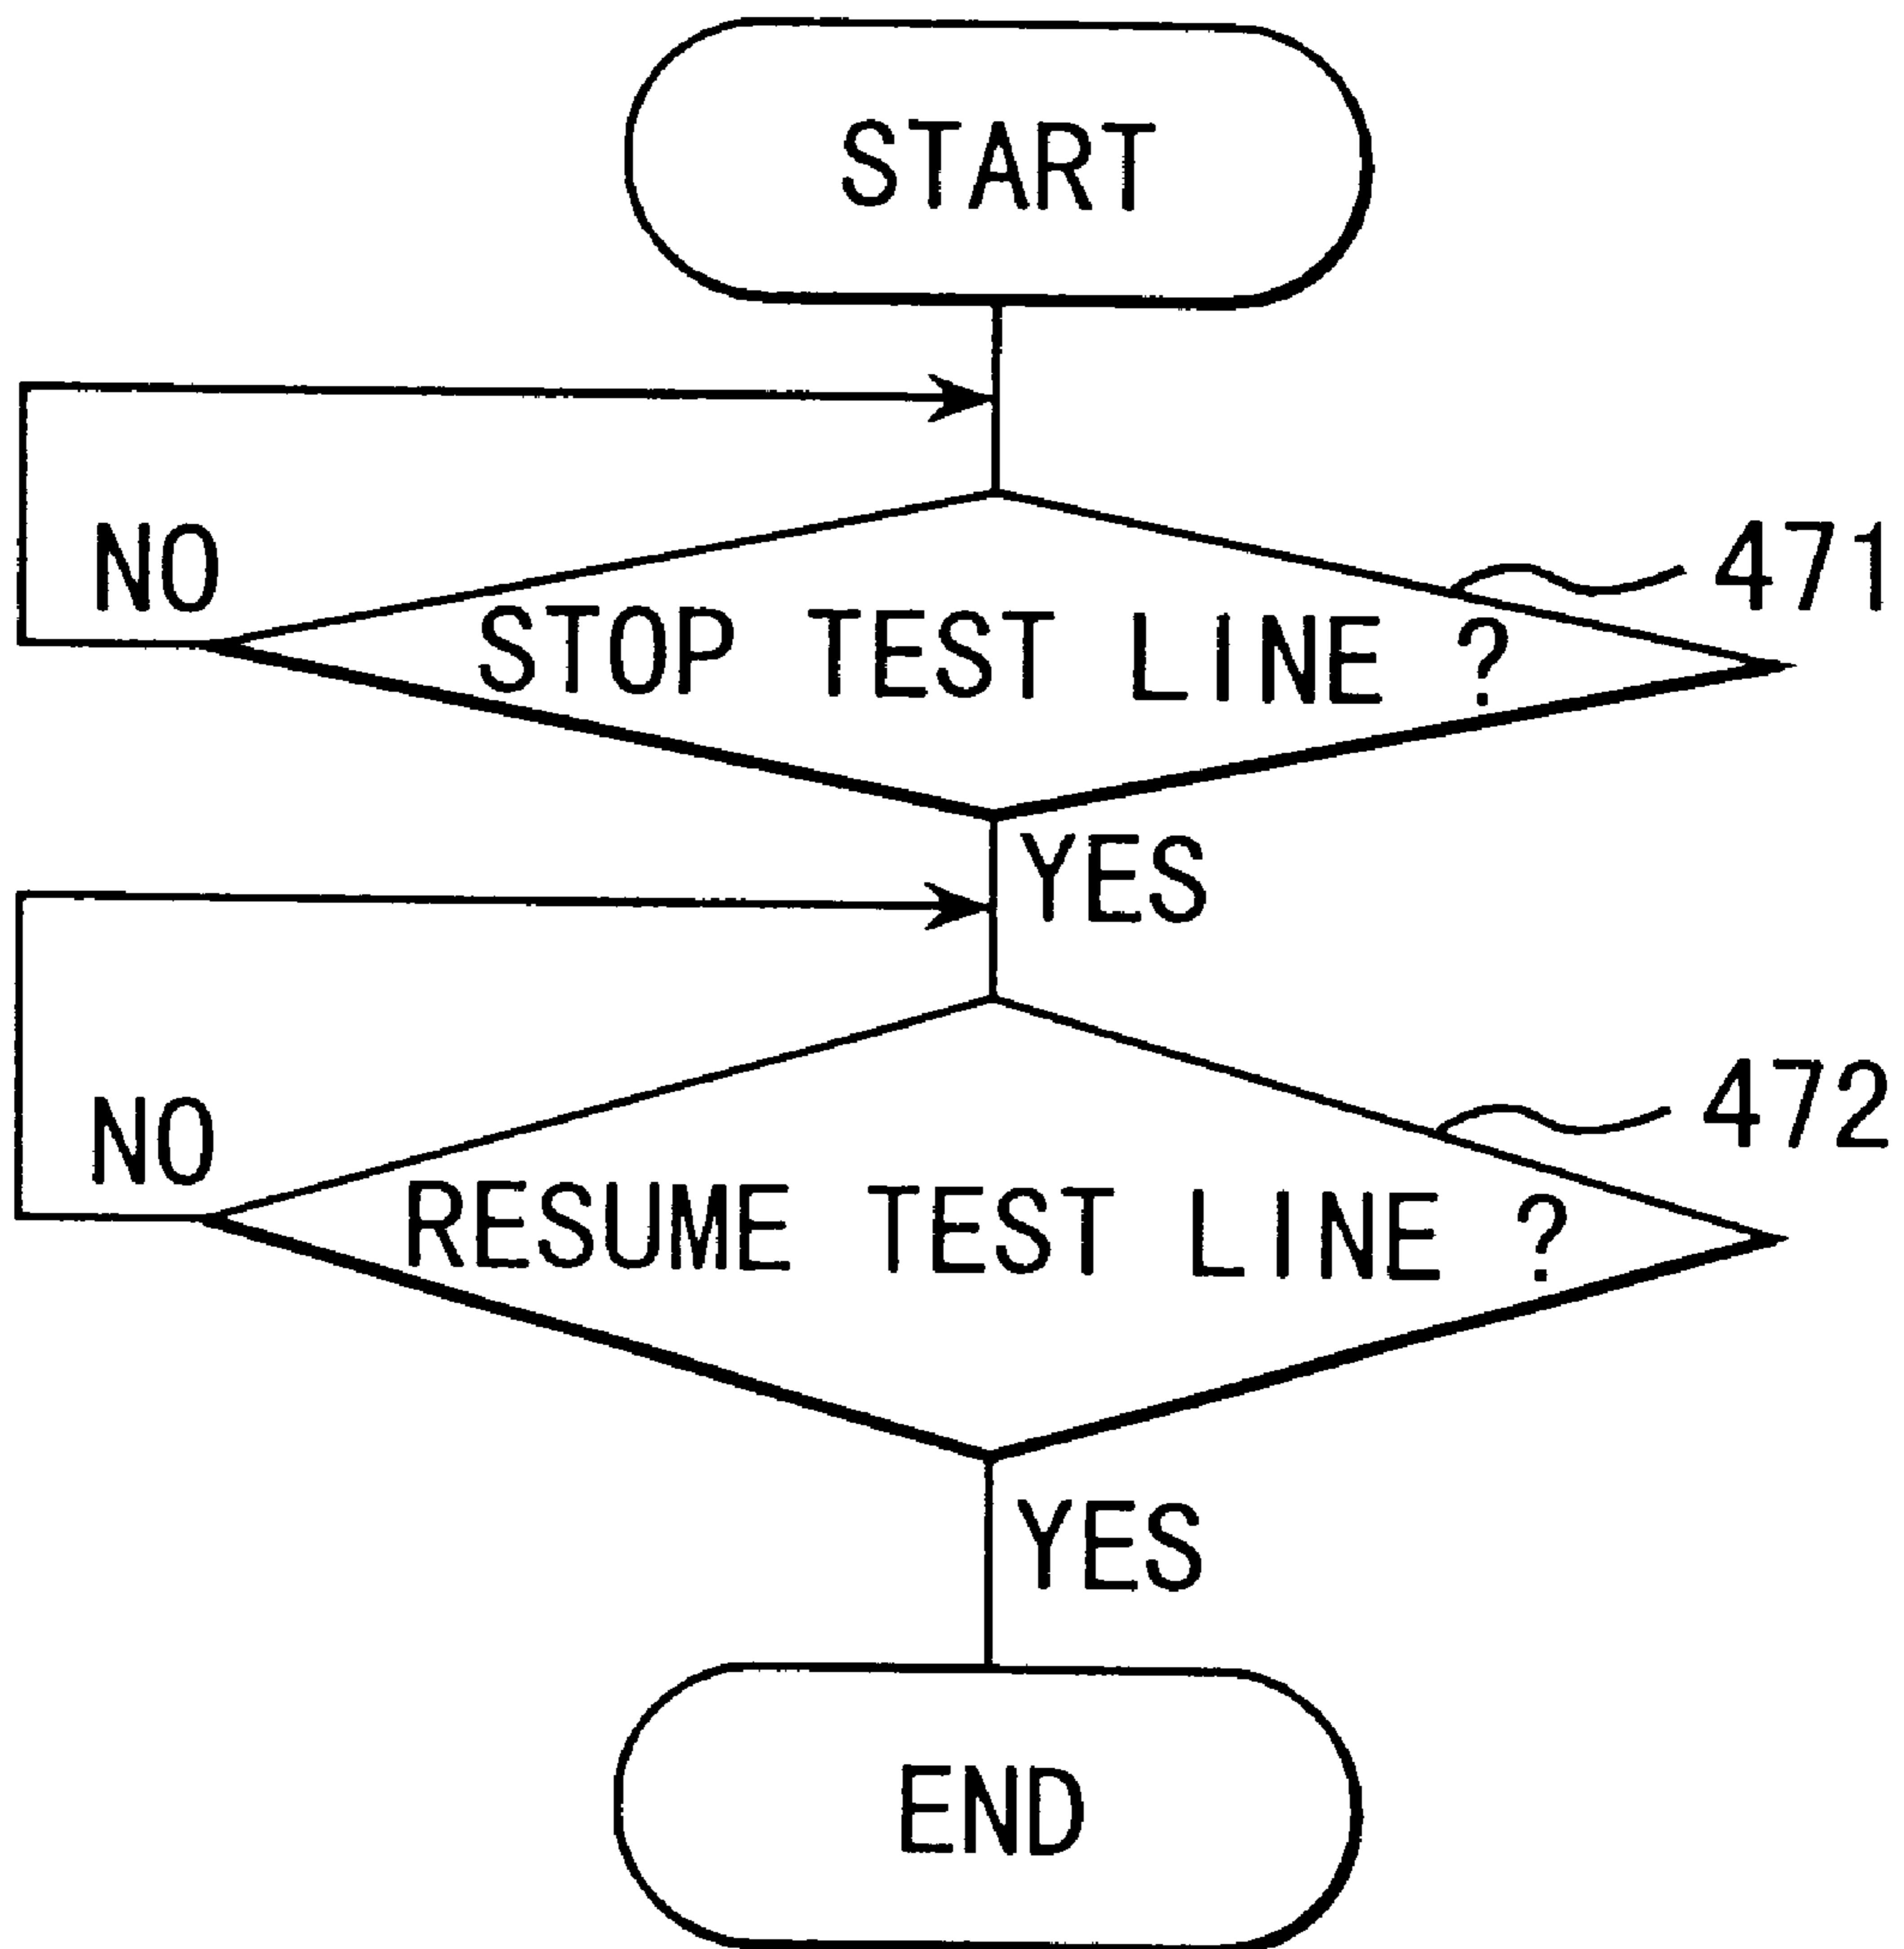 START
NO
471
STOP TEST LINE ?
YES
NO
472
RESUME TEST LINE ?
YES
END